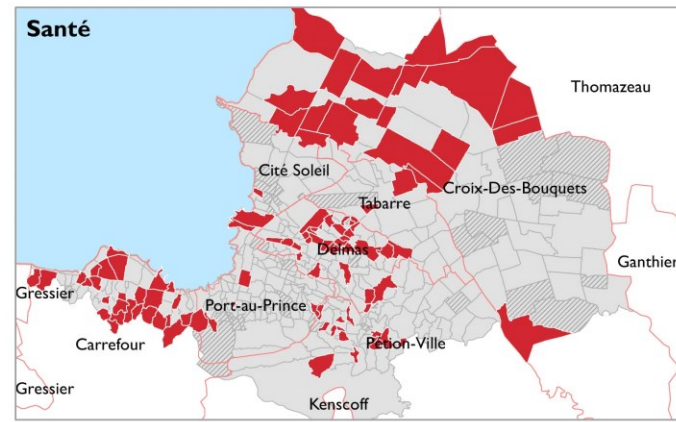 Santé
Thomazeau
Cité Soleil
Croix-Des-Bouquets
Tabarre
Delmas
Ganthier
Gressier
Port-au-Prince
Carrefour
Pétion-Ville
Gressier
Kenscoff